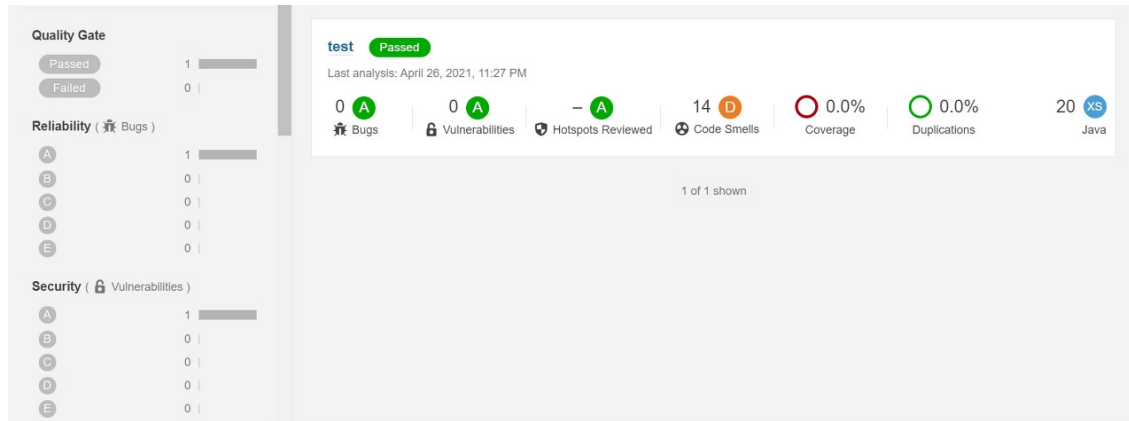 Quality Gate
Passed 1
Failed 0
Reliability ( Bugs )
A 1
B 0
C 0
D 0
E 0
Security ( Vulnerabilities )
A 1
B 0
C 0
D 0
E 0
test Passed
Last analysis: April 26, 2021, 11:27 PM
0 A 0 A – A 14 D 0.0% 0.0% 20 XS
Bugs Vulnerabilities Hotspots Reviewed Code Smells Coverage Duplications Java
1 of 1 shown